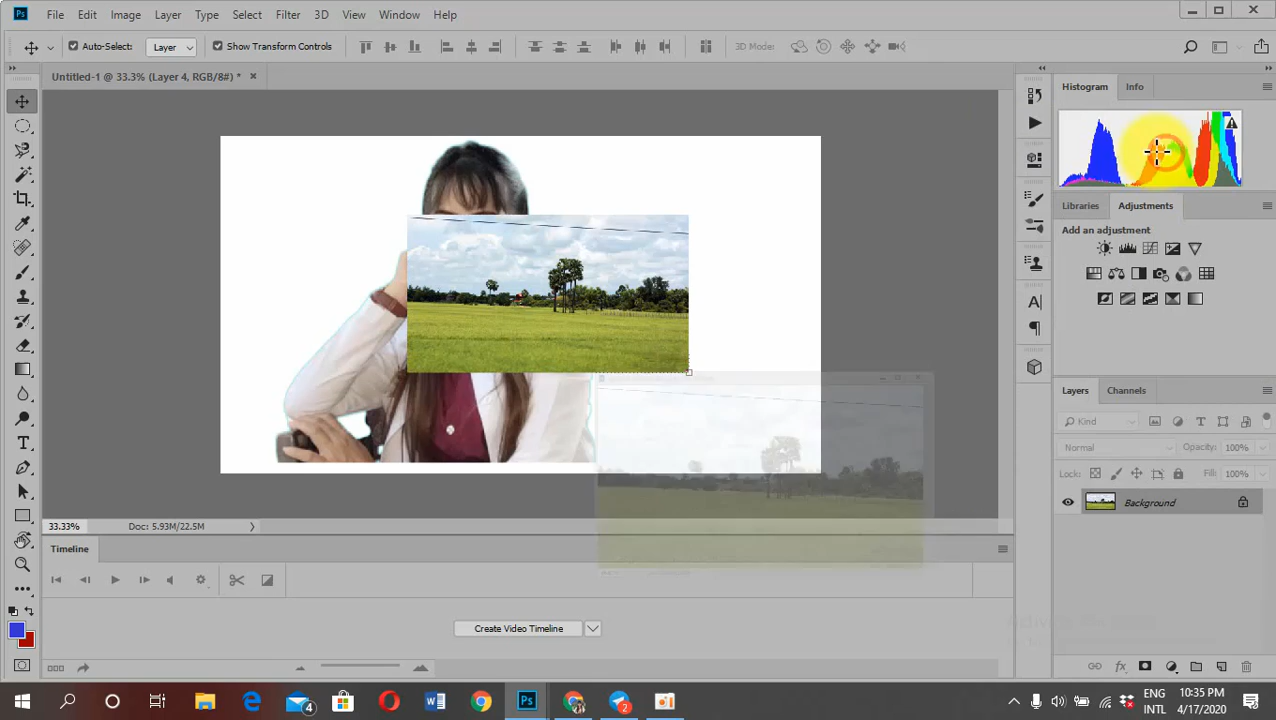 Ps File Edit Image Layer Type Select Filter 3D View Window Help
Auto-Select: Layer Show Transform Controls 3D Mode:
Untitled-1 @ 33.3% (Layer 4, RGB/8#) *
Histogram Info
Libraries Adjustments
Add an adjustment
Layers Channels
Kind
Normal Opacity: 100%
Lock: Fill: 100%
Background
33.33% Doc: 5.93M/22.5M
Timeline
Create Video Timeline
ENG 10:35 PM
INTL 4/17/2020